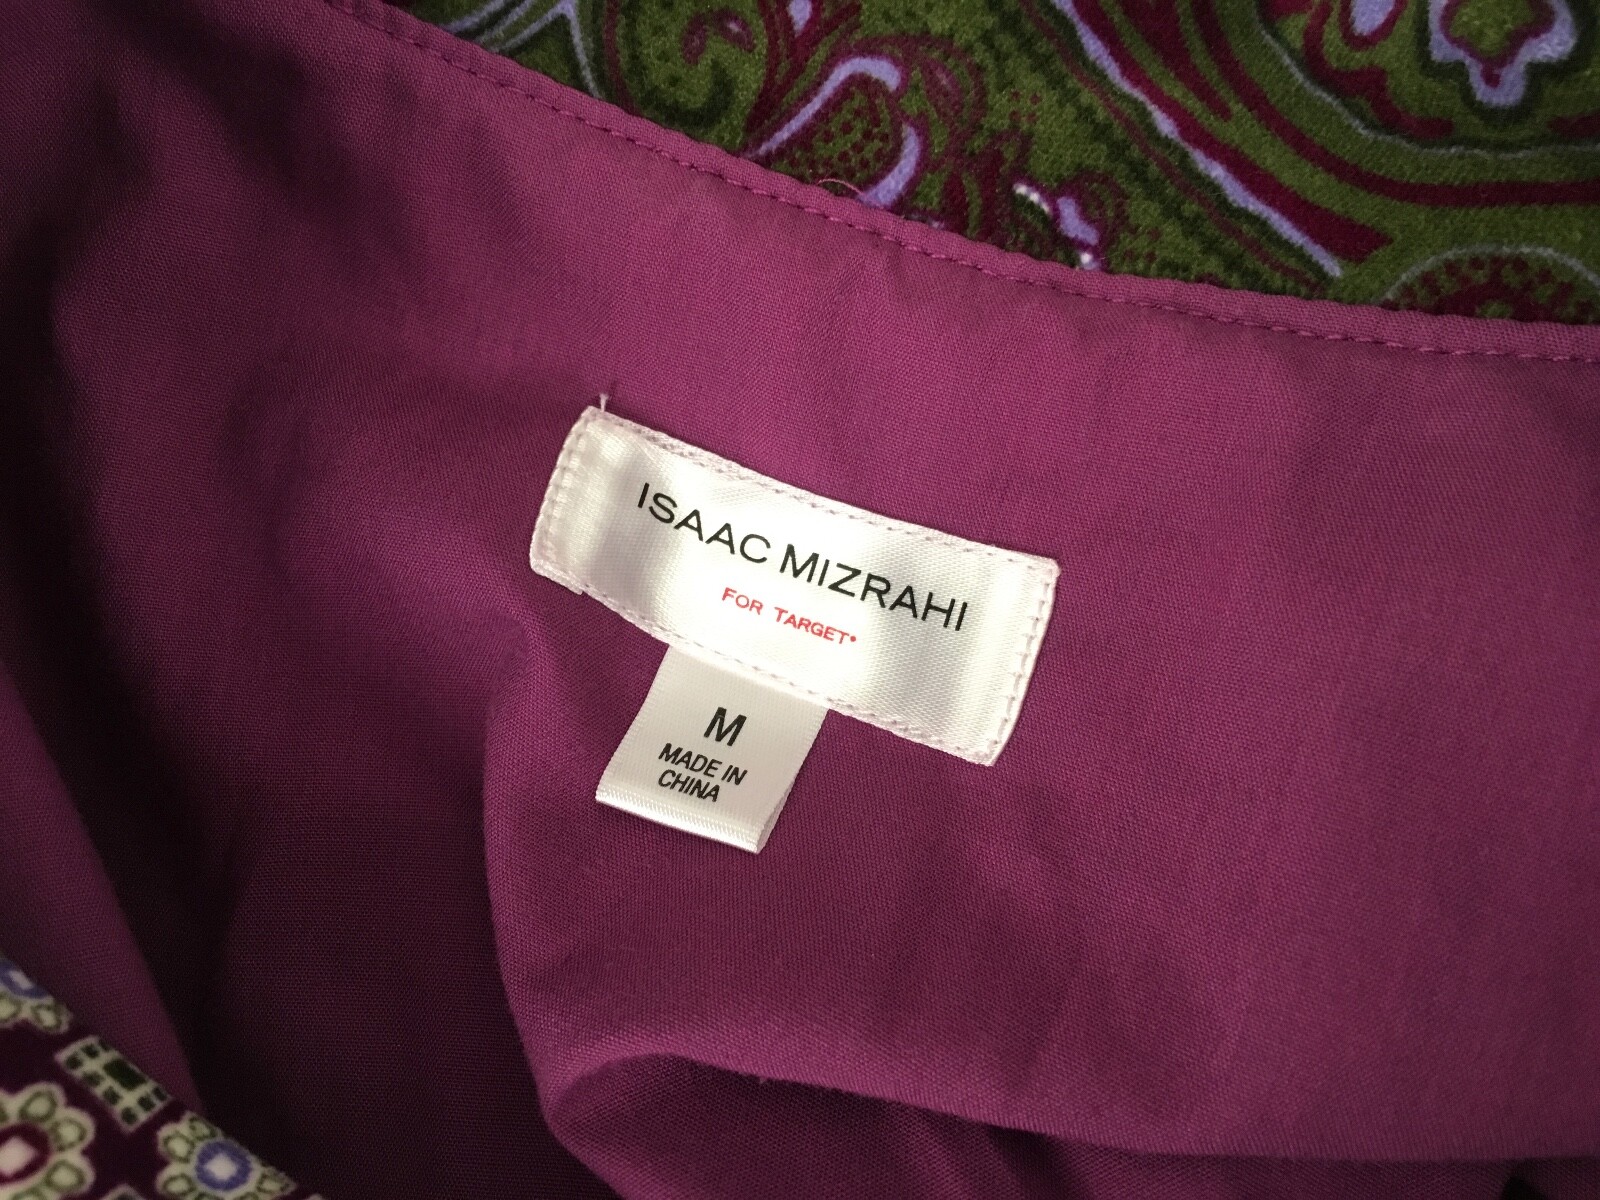 ISAAC MIZRAHI
FOR TARGET
M
MADE IN
CHINA